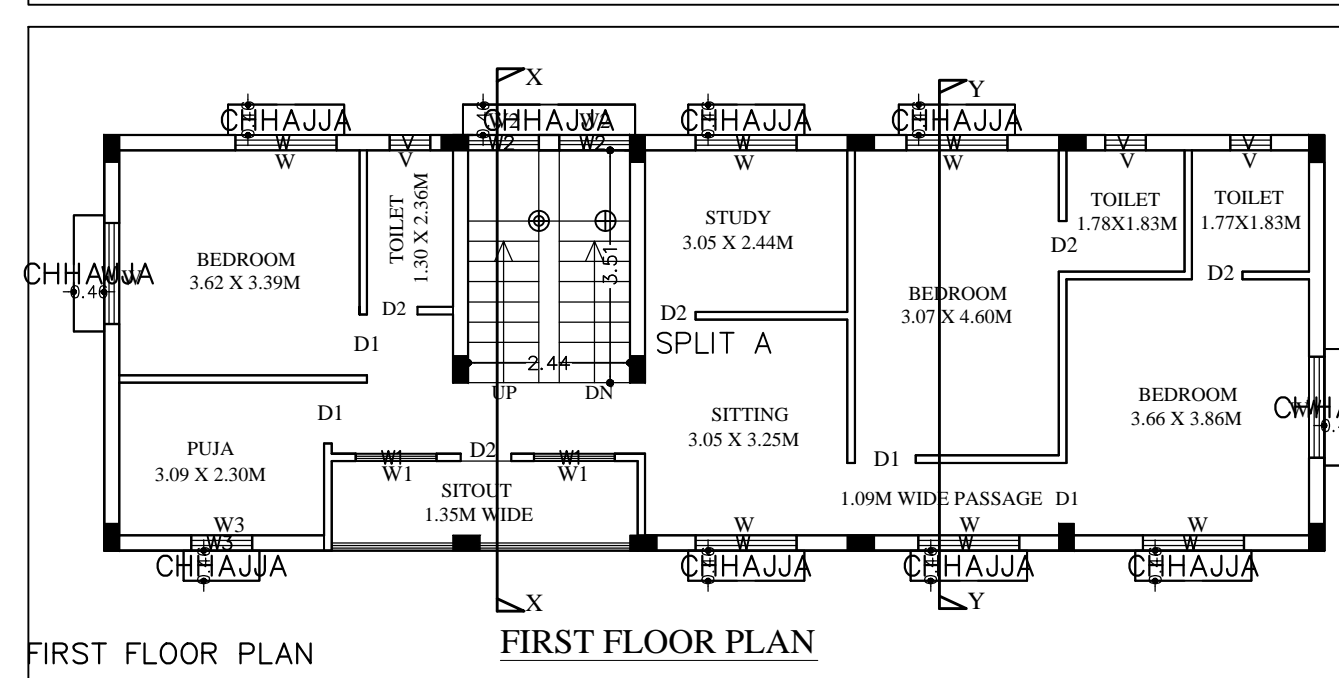 X
Y
CHHAJJA
CHHAJJA
CHHAJJA
CHHAJJA
W2
W2
W
V
W2
W2
W
W
V
V
W
V
W
W
V
V
TOILET
1.30 X 2.36M
STUDY
3.05 X 2.44M
TOILET
1.78X1.83M
TOILET
1.77X1.83M
BEDROOM
3.62 X 3.39M
CHHAJJA
W
W
0.46
3.51
D2
D2
D2
D2
BEDROOM
3.07 X 4.60M
D1
SPLIT A
2.44
UP
DN
BEDROOM
3.66 X 3.86M
D1
SITTING
3.05 X 3.25M
PUJA
3.09 X 2.30M
D2
W1
W1
W1
W1
D1
SITOUT
1.35M WIDE
1.09M WIDE PASSAGE
D1
W3
W
W
W
W3
W
W
W
CHHAJJA
CHHAJJA
CHHAJJA
CHHAJJA
X
Y
FIRST FLOOR PLAN
FIRST FLOOR PLAN